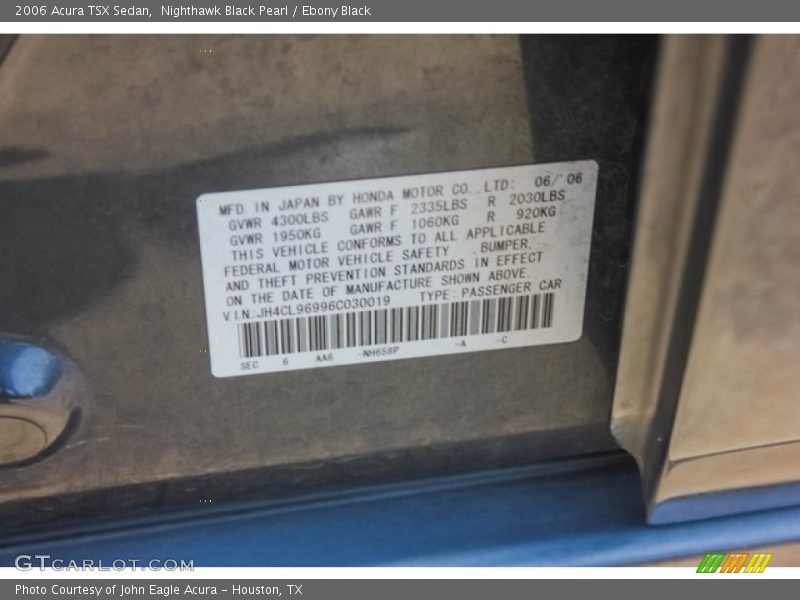 2006 Acura TSX Sedan,  Nighthawk Black Pearl / Ebony Black
MFD. IN JAPAN BY HONDA MOTOR CO., LTD: 06/ 06
GVWR 4300LBS GAWR F 2335LBS R 2030LBS
GVWR 1950KG GAWR F 1060KG R 920KG
THIS VEHICLE CONFORMS TO ALL APPLICABLE
FEDERAL MOTOR VEHICLE SAFETY .BUMPER,
AND THEFT PREVENTION STANDARDS IN EFFECT
ON THE DATE OF MANUFACTURE SHOWN ABOVE.
V.I.N.:JH4CL96996C030019 TYPE: PASSENGER CAR
SEC 6 AA6 -NH658P -A -C
GTCARLOT.COM
Photo Courtesy of John Eagle Acura - Houston, TX